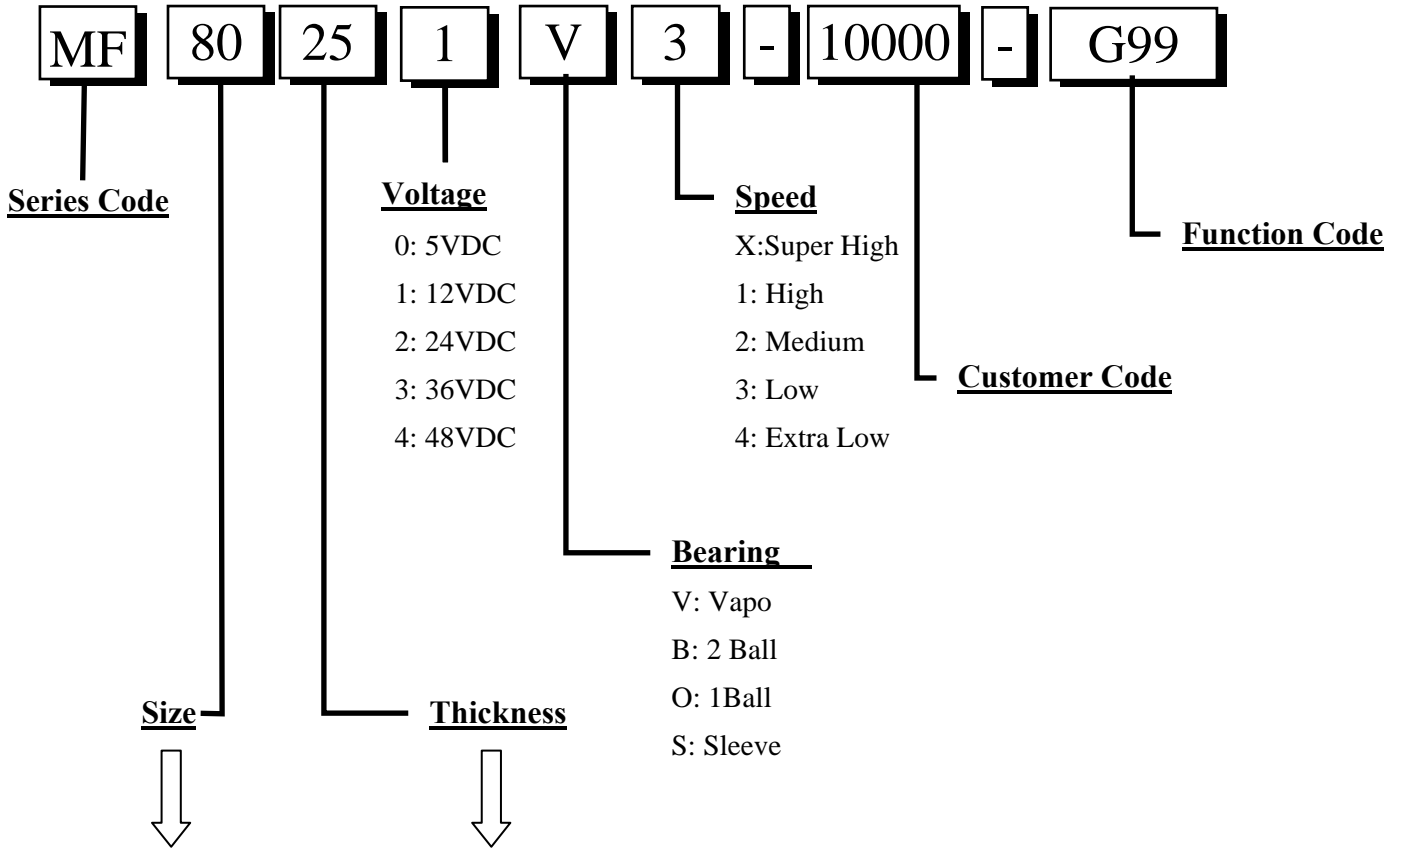 MF 80 25 1 V 3 - 10000 - G99
Series Code
Voltage
0: 5VDC
1: 12VDC
2: 24VDC
3: 36VDC
4: 48VDC
Speed
X:Super High
1: High
2: Medium
3: Low
4: Extra Low
Function Code
Customer Code
Bearing
V: Vapo
B: 2 Ball
O: 1Ball
S: Sleeve
Size
Thickness